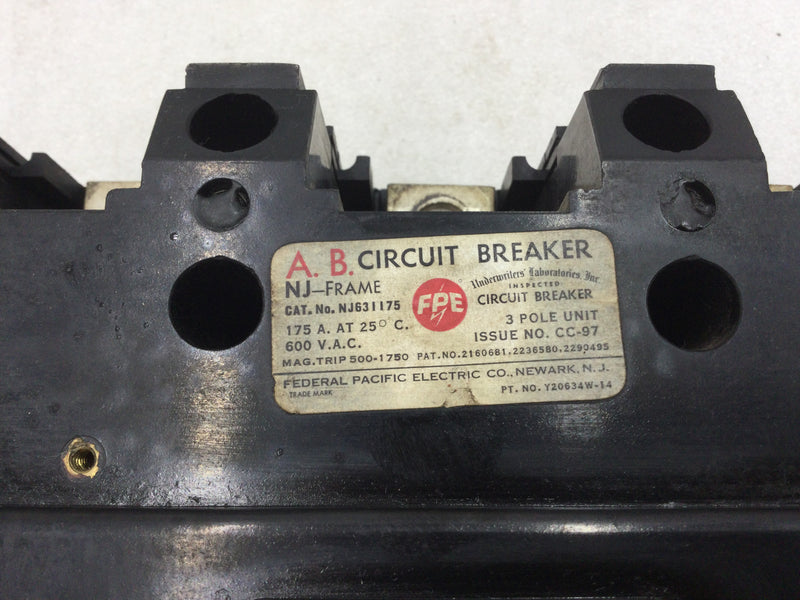 A. B. CIRCUIT BREAKER
NJ-FRAME
CAT. No. NJ631175
175 A. AT 25° C.
600 V.A.C.
FPE
Underwriters' Laboratories, Inc
INSPECTED
CIRCUIT BREAKER
3 POLE UNIT
ISSUE NO. CC-97
MAG. TRIP 500-1750 PAT. NO. 2160681, 2236580, 2290495
FEDERAL PACIFIC ELECTRIC CO., NEWARK, N. J.
TRADE MARK
PT. NO. Y20634W-14